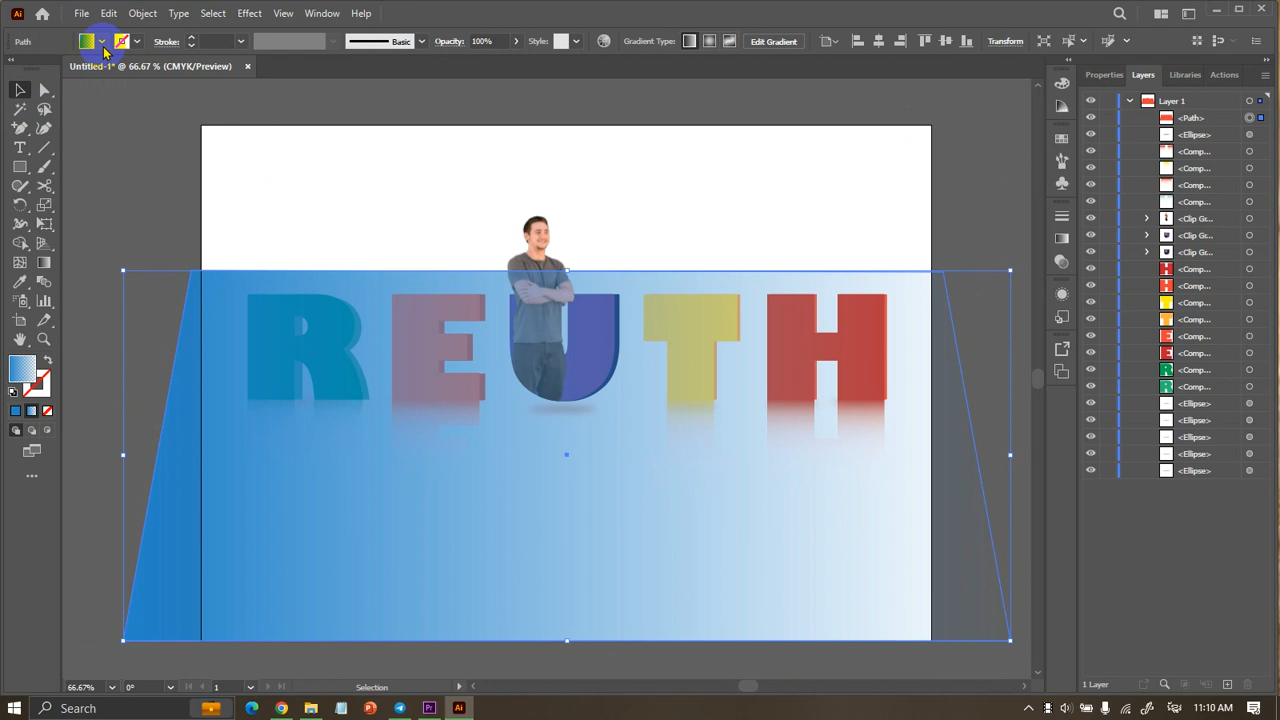 Ai File Edit Object Type Select Effect View Window Help
Path Stroke: Basic Opacity: 100% Style: Gradient Type: Edit Gradient Transform
Untitled-1* @ 66.67 % (CMYK/Preview) ×
Properties Layers Libraries Actions
Layer 1
<Path>
<Ellipse>
<Comp...
<Comp...
<Comp...
<Comp...
<Clip Gr...
<Clip Gr...
<Clip Gr...
<Comp...
<Comp...
<Comp...
<Comp...
<Comp...
<Comp...
<Comp...
<Comp...
<Ellipse>
<Ellipse>
<Ellipse>
<Ellipse>
<Ellipse>
REUTH
66.67% 0° 1 Selection
1 Layer
Search
Pr Ai
11:10 AM